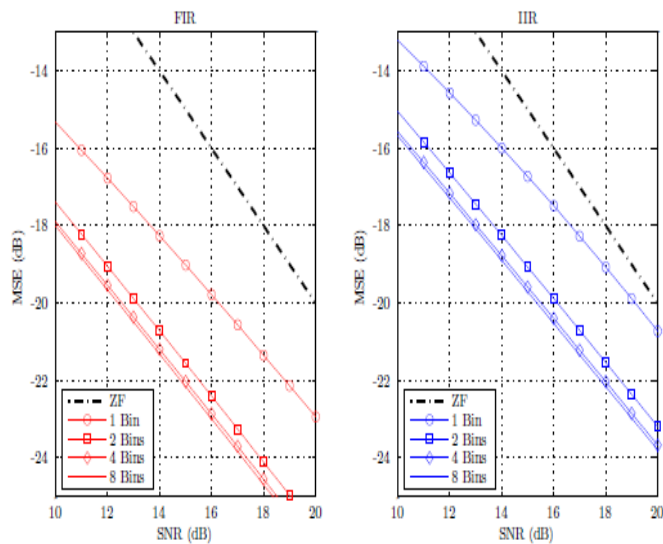 FIR
-14
-16
-18
-20
-22
-24
MSE (dB)
ZF
1 Bin
2 Bins
4 Bins
8 Bins
10 12 14 16 18 20
SNR (dB)
IIR
-14
-16
-18
-20
-22
-24
MSE (dB)
ZF
1 Bin
2 Bins
4 Bins
8 Bins
10 12 14 16 18 20
SNR (dB)